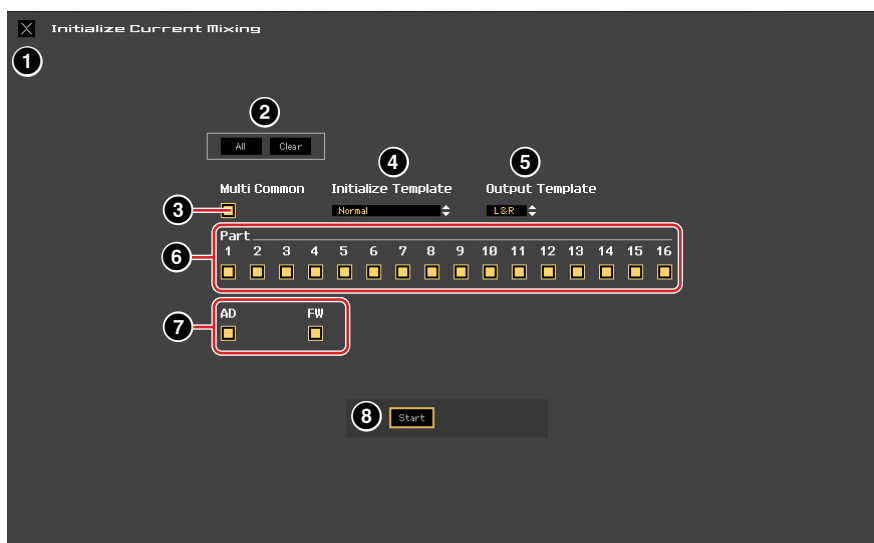 X Initialize Current Mixing
1
2
All Clear
4 5
Multi Common Initialize Template Output Template
3 Normal L&R
6 Part
1 2 3 4 5 6 7 8 9 10 11 12 13 14 15 16
AD FW
7
8 Start